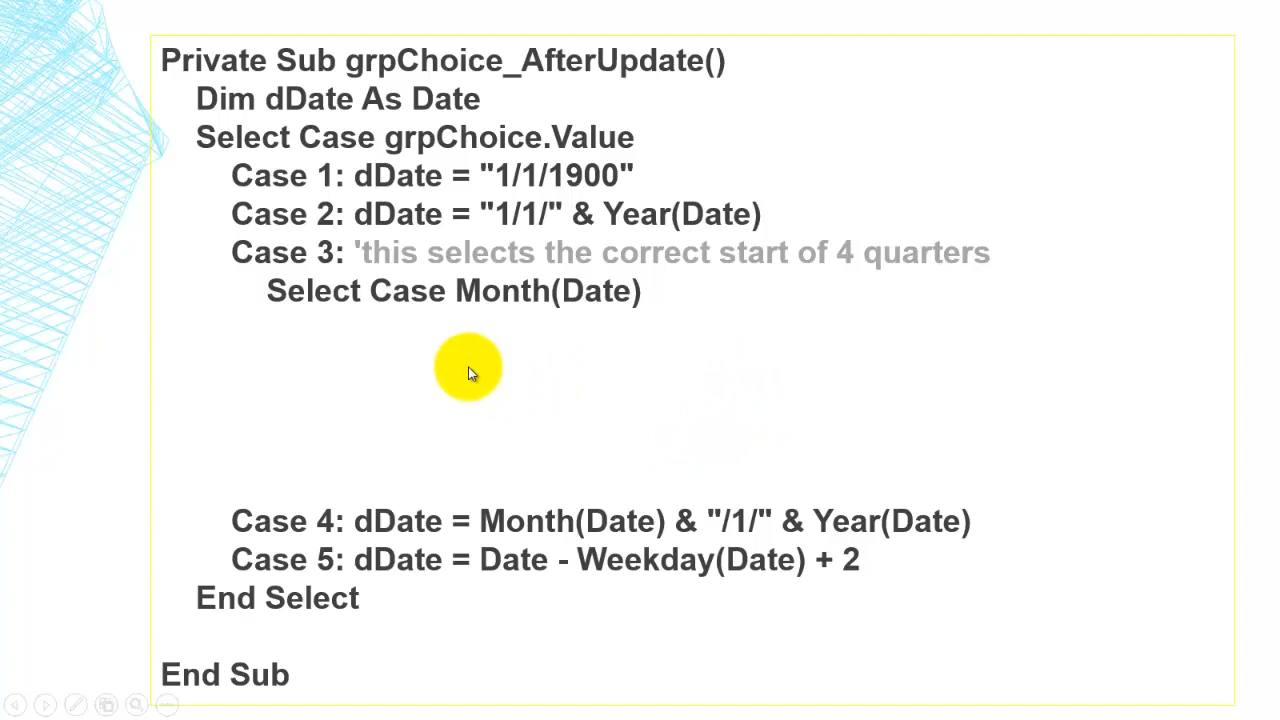 Private Sub grpChoice_AfterUpdate()
Dim dDate As Date
Select Case grpChoice.Value
Case 1: dDate = "1/1/1900"
Case 2: dDate = "1/1/" & Year(Date)
Case 3: 'this selects the correct start of 4 quarters
Select Case Month(Date)
Case 4: dDate = Month(Date) & "/1/" & Year(Date)
Case 5: dDate = Date - Weekday(Date) + 2
End Select
End Sub